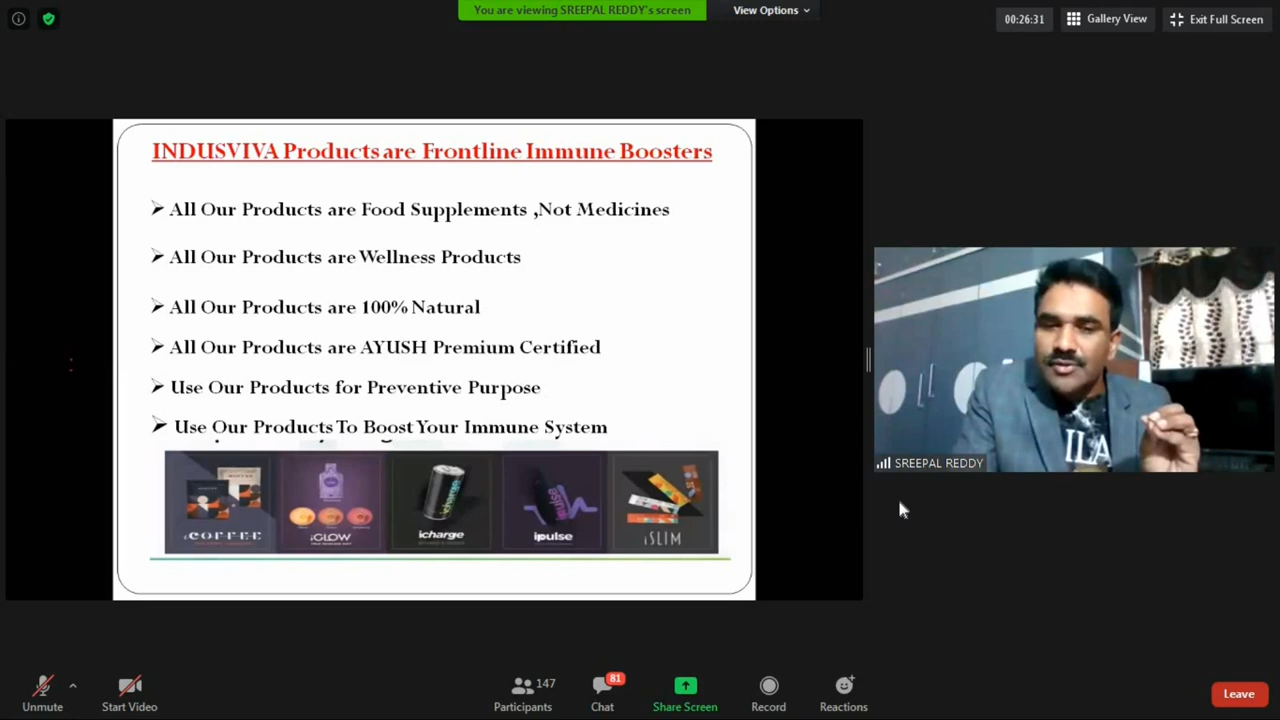 You are viewing SREEPAL REDDY's screen
View Options
00:26:31
Gallery View
Exit Full Screen
INDUSVIVA Products are Frontline Immune Boosters
All Our Products are Food Supplements ,Not Medicines
All Our Products are Wellness Products
All Our Products are 100% Natural
All Our Products are AYUSH Premium Certified
Use Our Products for Preventive Purpose
Use Our Products To Boost Your Immune System
iCOFFEE
iGLOW
icharge
ipulse
iSLIM
ILA
SREEPAL REDDY
Unmute
Start Video
147
Participants
81
Chat
Share Screen
Record
Reactions
Leave